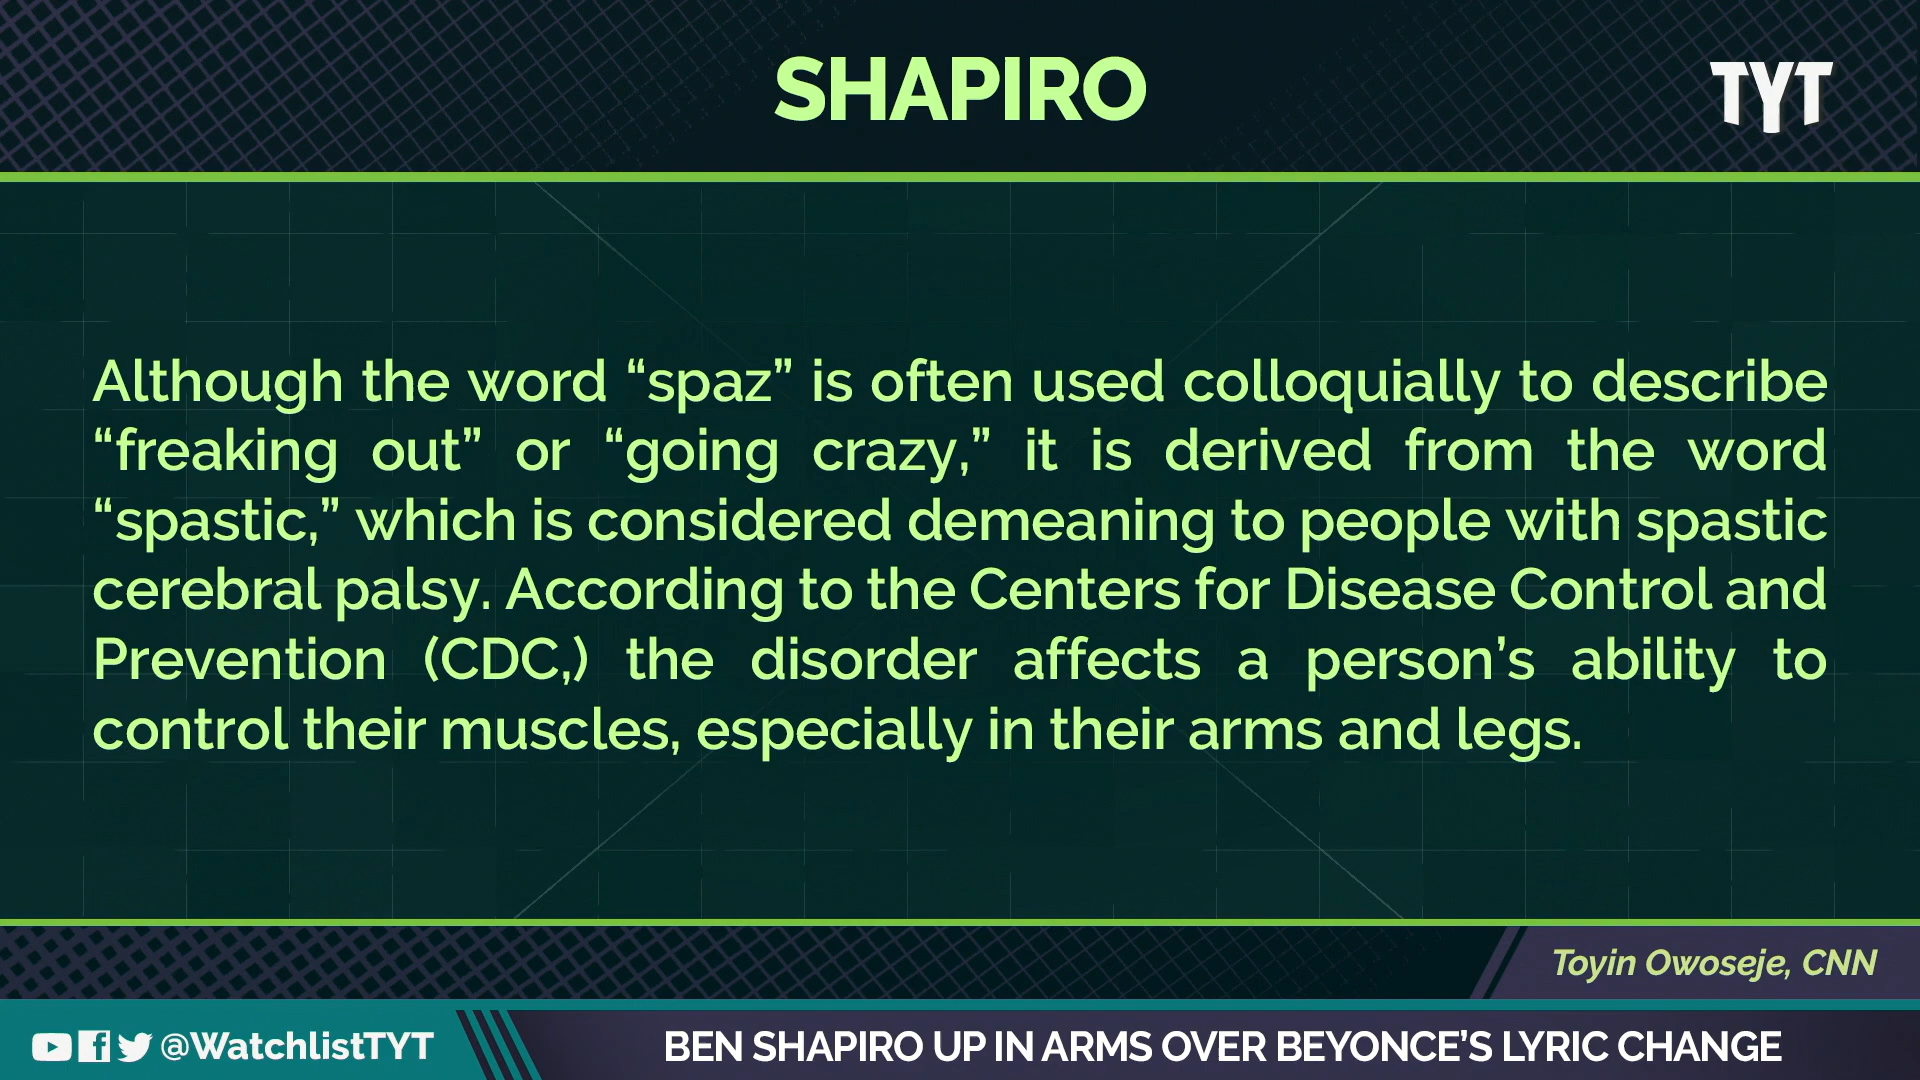 SHAPIRO
TYT
Although the word “spaz” is often used colloquially to describe
“freaking out” or “going crazy,” it is derived from the word
“spastic,” which is considered demeaning to people with spastic
cerebral palsy. According to the Centers for Disease Control and
Prevention (CDC,) the disorder affects a person’s ability to
control their muscles, especially in their arms and legs.
Toyin Owoseje, CNN
@WatchlistTYT
BEN SHAPIRO UP IN ARMS OVER BEYONCE’S LYRIC CHANGE